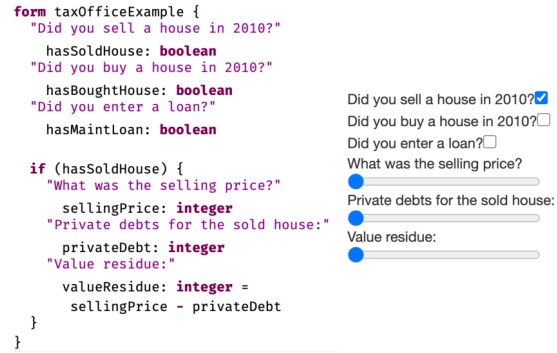 form taxOfficeExample {
"Did you sell a house in 2010?"
hasSoldHouse: boolean
"Did you buy a house in 2010?"
hasBoughtHouse: boolean
"Did you enter a loan?"
hasMaintLoan: boolean
if (hasSoldHouse) {
"What was the selling price?"
sellingPrice: integer
"Private debts for the sold house:"
privateDebt: integer
"Value residue:"
valueResidue: integer =
sellingPrice - privateDebt
}
}
Did you sell a house in 2010?
Did you buy a house in 2010?
Did you enter a loan?
What was the selling price?
Private debts for the sold house:
Value residue: